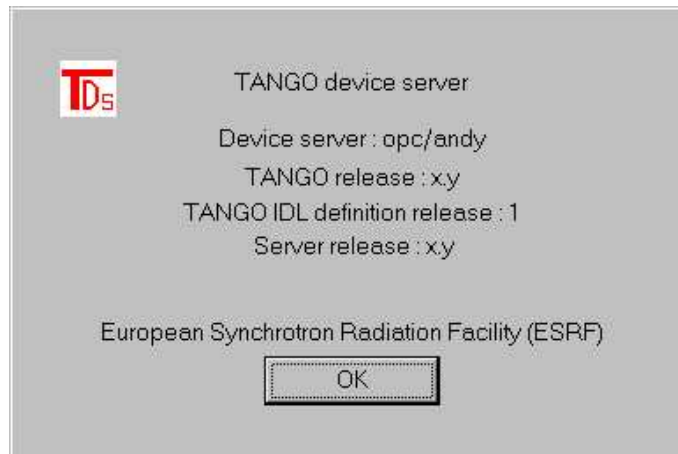 TDs
TANGO device server
Device server : opc/andy
TANGO release : x.y
TANGO IDL definition release : 1
Server release : x.y
European Synchrotron Radiation Facility (ESRF)
OK